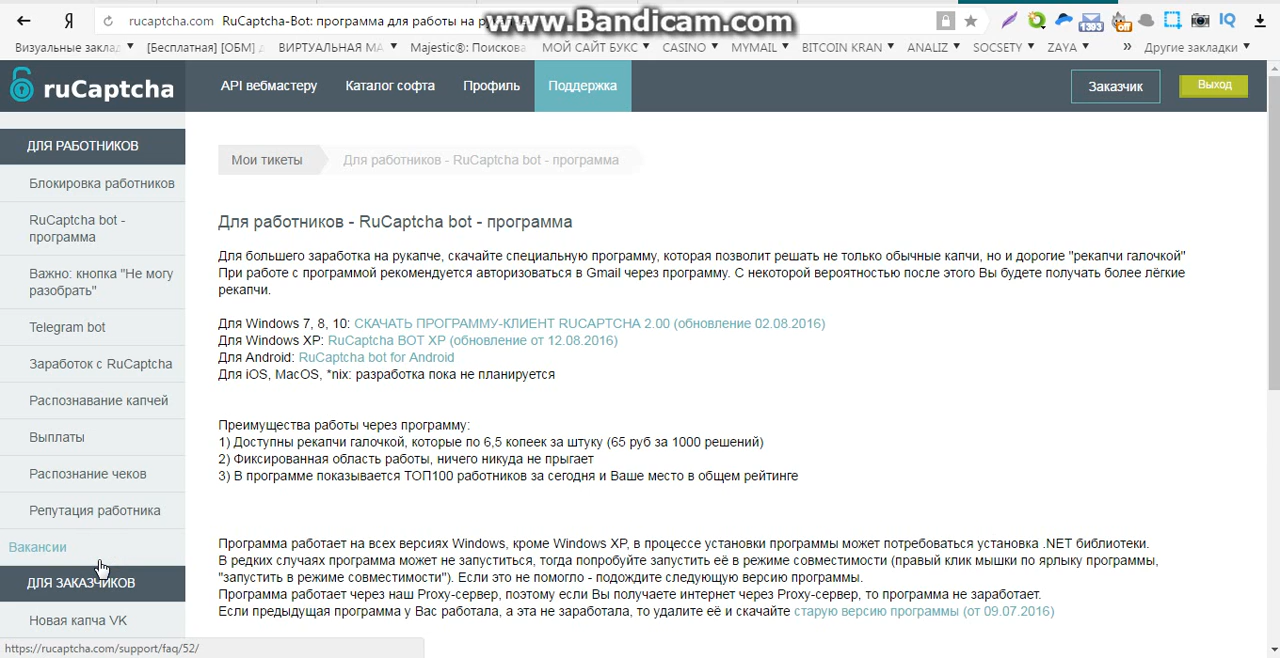 Я
rucaptcha.com RuCaptcha-Bot: программа для работы на р
www.Bandicam.com
1393
off
IQ
Визуальные заклад
[Бесплатная] [ОБМ]
ВИРТУАЛЬНАЯ МА
Majestic®: Поискова
МОЙ САЙТ БУКС
CASINO
MYMAIL
BITCOIN KRAN
ANALIZ
SOCSETY
ZAYA
»
Другие закладки
ruCaptcha
API вебмастеру
Каталог софта
Профиль
Поддержка
Заказчик
Выход
ДЛЯ РАБОТНИКОВ
Блокировка работников
RuCaptcha bot -
программа
Важно: кнопка "Не могу
разобрать"
Telegram bot
Заработок с RuCaptcha
Распознавание капчей
Выплаты
Распознание чеков
Репутация работника
Вакансии
ДЛЯ ЗАКАЗЧИКОВ
Новая капча VK
https://rucaptcha.com/support/faq/52/
Мои тикеты
Для работников - RuCaptcha bot - программа
Для работников - RuCaptcha bot - программа
Для большего заработка на рукапче, скачайте специальную программу, которая позволит решать не только обычные капчи, но и дорогие "рекапчи галочкой"
При работе с программой рекомендуется авторизоваться в Gmail через программу. С некоторой вероятностью после этого Вы будете получать более лёгкие
рекапчи.
Для Windows 7, 8, 10: СКАЧАТЬ ПРОГРАММУ-КЛИЕНТ RUCAPTCHA 2.00 (обновление 02.08.2016)
Для Windows XP: RuCaptcha BOT XP (обновление от 12.08.2016)
Для Android: RuCaptcha bot for Android
Для iOS, MacOS, *nix: разработка пока не планируется
Преимущества работы через программу:
1) Доступны рекапчи галочкой, которые по 6,5 копеек за штуку (65 руб за 1000 решений)
2) Фиксированная область работы, ничего никуда не прыгает
3) В программе показывается ТОП100 работников за сегодня и Ваше место в общем рейтинге
Программа работает на всех версиях Windows, кроме Windows XP, в процессе установки программы может потребоваться установка .NET библиотеки.
В редких случаях программа может не запуститься, тогда попробуйте запустить её в режиме совместимости (правый клик мышки по ярлыку программы,
"запустить в режиме совместимости"). Если это не помогло - подождите следующую версию программы.
Программа работает через наш Proxy-сервер, поэтому если Вы получаете интернет через Proxy-сервер, то программа не заработает.
Если предыдущая программа у Вас работала, а эта не заработала, то удалите её и скачайте старую версию программы (от 09.07.2016)